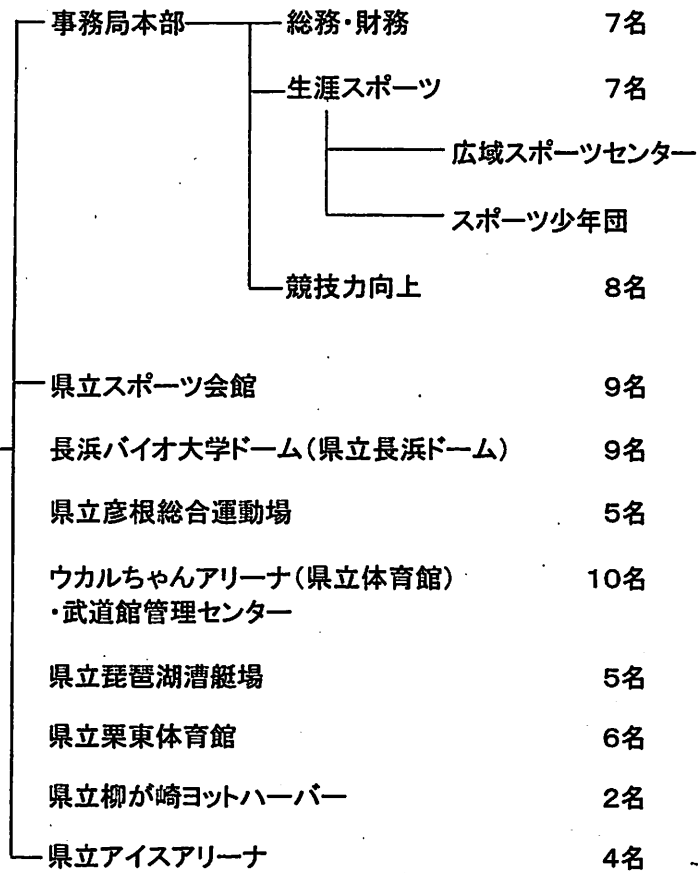 事務局本部 総務・財務 7名
生涯スポーツ 7名
広域スポーツセンター
スポーツ少年団
競技力向上 8名
県立スポーツ会館 9名
長浜バイオ大学ドーム(県立長浜ドーム) 9名
県立彦根総合運動場 5名
ウカルちゃんアリーナ(県立体育館) 10名
・武道館管理センター
県立琵琶湖漕艇場 5名
県立栗東体育館 6名
県立柳が崎ヨットハーバー 2名
県立アイスアリーナ 4名